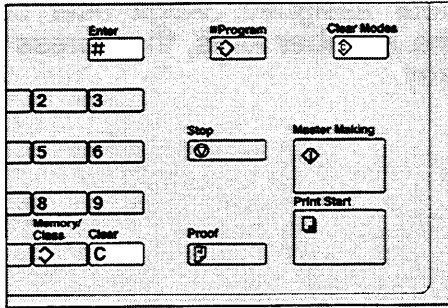 Enter
#Program
Clear Modes
#
2 3
Stop
Master Making
5 6
8 9
Print Start
Memory/
Class
Clear
Proof
C